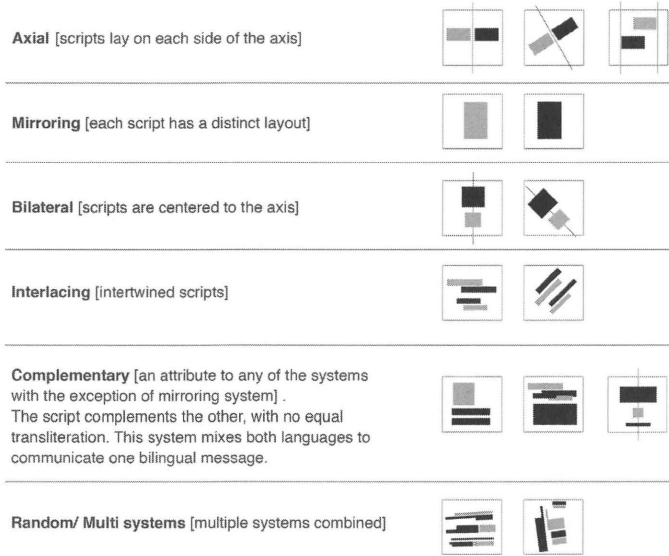 Axial [scripts lay on each side of the axis]
Mirroring [each script has a distinct layout]
Bilateral [scripts are centered to the axis]
Interlacing [intertwined scripts]
Complementary [an attribute to any of the systems
with the exception of mirroring system] .
The script complements the other, with no equal
transliteration. This system mixes both languages to
communicate one bilingual message.
Random/ Multi systems [multiple systems combined]